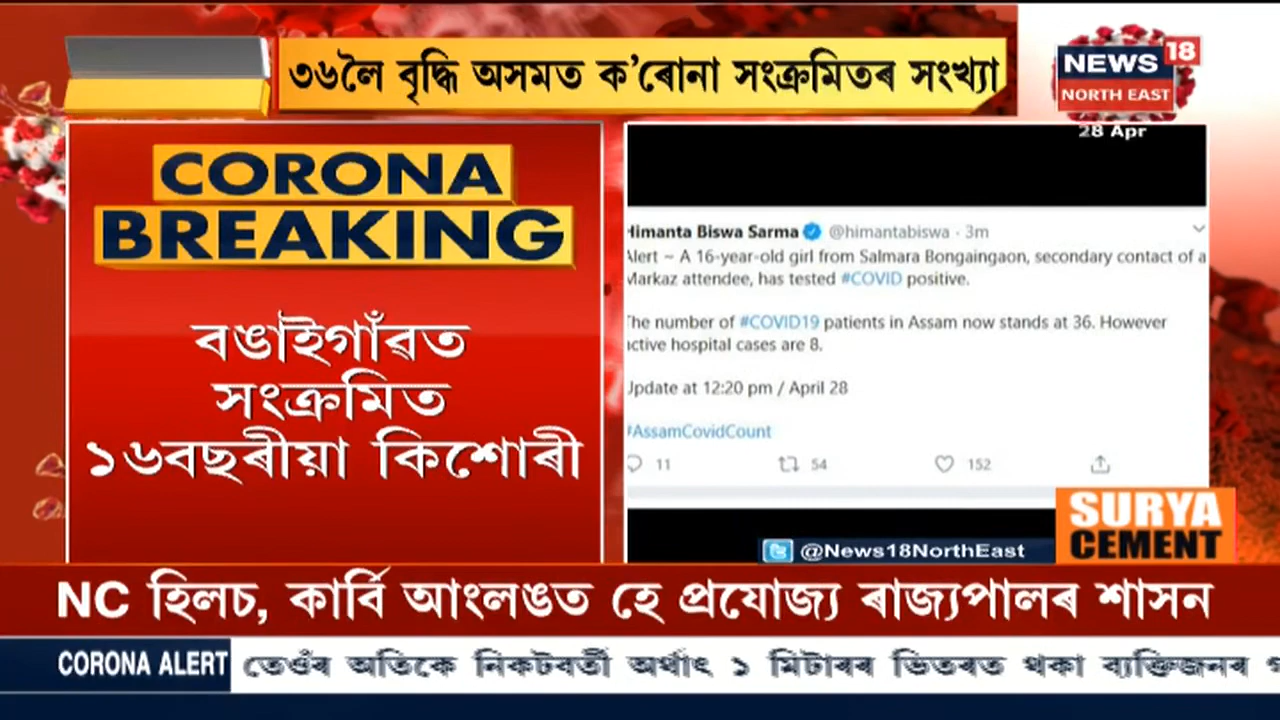 ৩৬লৈ বৃদ্ধি অসমত ক'ৰোনা সংক্ৰমিতৰ সংখ্যা
NEWS 18
NORTH EAST
28 Apr
CORONA
BREAKING
বঙাইগাঁৱত
সংক্ৰমিত
১৬বছৰীয়া কিশোৰী
Himanta Biswa Sarma @himantabiswa · 3m
Alert ~ A 16-year-old girl from Salmara Bongaingaon, secondary contact of a
Markaz attendee, has tested #COVID positive.
The number of #COVID19 patients in Assam now stands at 36. However
active hospital cases are 8.
Update at 12:20 pm / April 28
#AssamCovidCount
11 54 152
@News18NorthEast
SURYA
CEMENT
NC হিলচ, কাৰ্বি আংলঙত হে প্ৰযোজ্য ৰাজ্যপালৰ শাসন
CORONA ALERT তেওঁৰ অতিকে নিকটবৰ্তী অৰ্থাৎ ১ মিটাৰৰ ভিতৰত থকা ব্যক্তিজনৰ